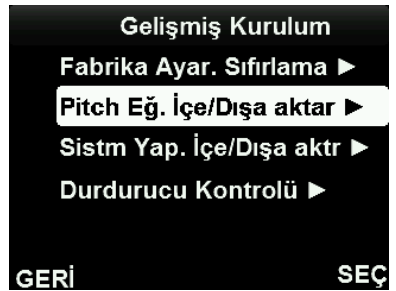 Gelişmiş Kurulum
Fabrika Ayar. Sıfırlama ►
Pitch Eğ. İçe/Dışa aktar ►
Sistm Yap. İçe/Dışa aktr ►
Durdurucu Kontrolü ►
GERİ SEÇ